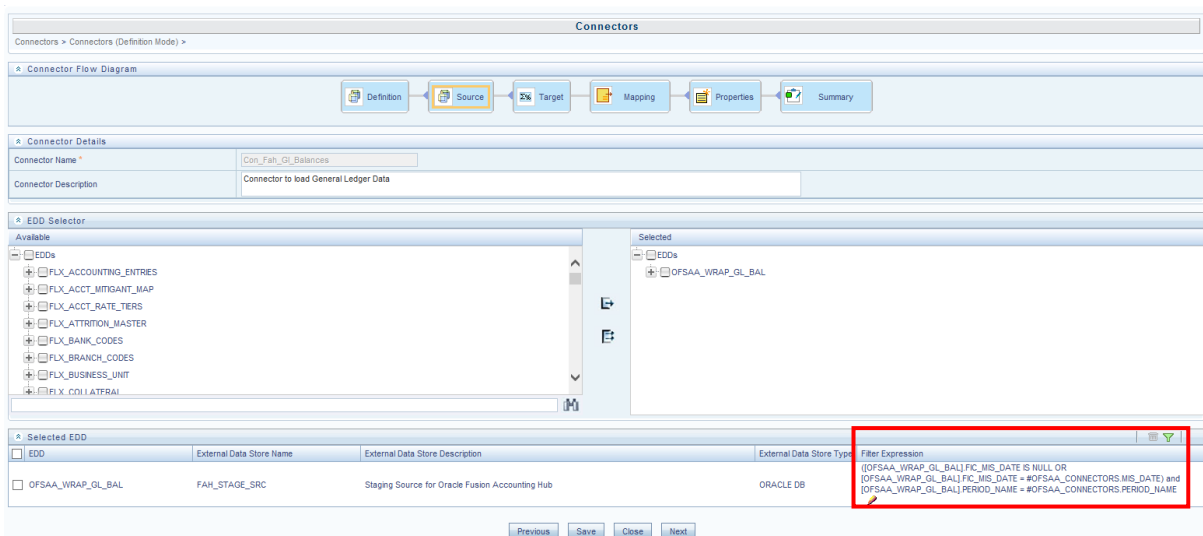 Connectors
Connectors > Connectors (Definition Mode) >
Connector Flow Diagram
Definition
Source
Target
Mapping
Properties
Summary
Connector Details
Connector Name *
Con_Fah_Gl_Balances
Connector Description
Connector to load General Ledger Data
EDD Selector
Available
EDDs
FLX_ACCOUNTING_ENTRIES
FLX_ACCT_MITIGANT_MAP
FLX_ACCT_RATE_TIERS
FLX_ATTRITION_MASTER
FLX_BANK_CODES
FLX_BRANCH_CODES
FLX_BUSINESS_UNIT
FLX_COLLATERAL
Selected
EDDs
OFSAA_WRAP_GL_BAL
Selected EDD
EDD External Data Store Name External Data Store Description External Data Store Type Filter Expression
OFSAA_WRAP_GL_BAL FAH_STAGE_SRC Staging Source for Oracle Fusion Accounting Hub ORACLE DB
([OFSAA_WRAP_GL_BAL].FIC_MIS_DATE IS NULL OR
[OFSAA_WRAP_GL_BAL].FIC_MIS_DATE = #OFSAA_CONNECTORS.MIS_DATE) and
[OFSAA_WRAP_GL_BAL].PERIOD_NAME = #OFSAA_CONNECTORS.PERIOD_NAME
Previous Save Close Next